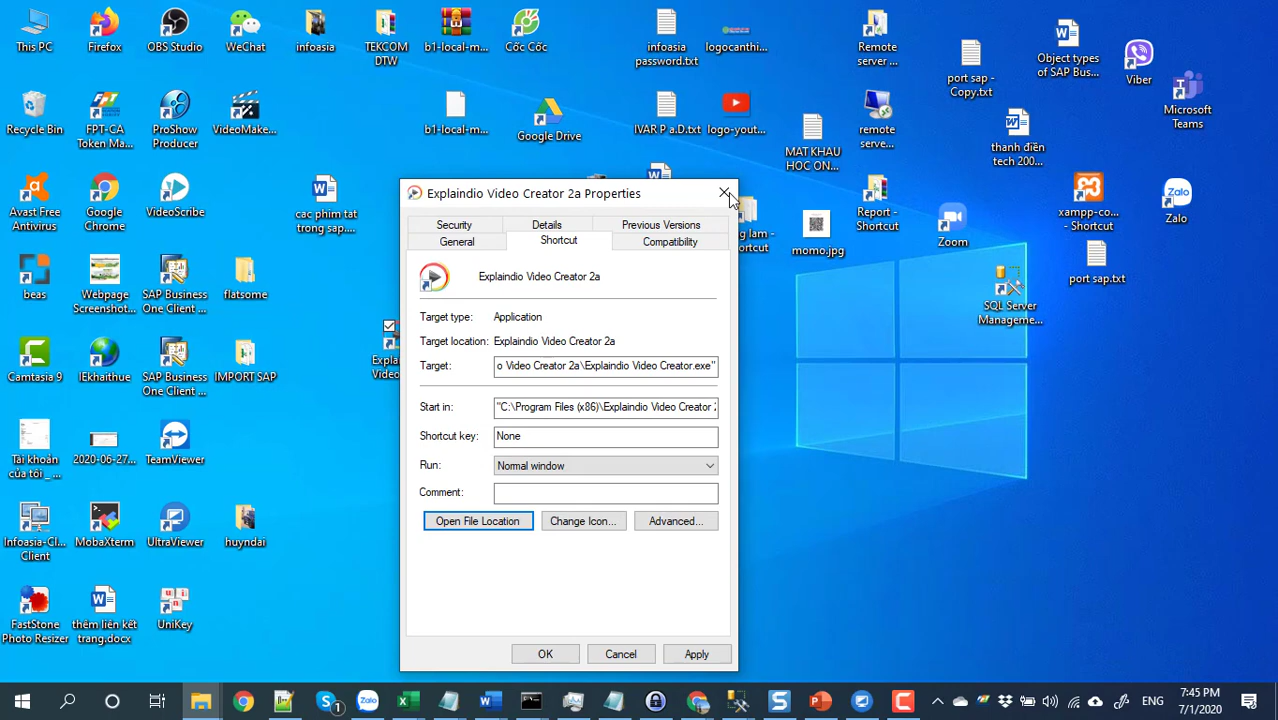 This PC
Firefox
OBS Studio
WeChat
infoasia
TEKCOM
DTW
b1-local-m...
Cốc Cốc
infoasia
password.txt
logocanthi...
Remote
server ...
port sap -
Copy.txt
Object types
of SAP Bus...
Viber
Microsoft
Teams
Recycle Bin
FPT-CA
Token Ma...
ProShow
Producer
VideoMake...
b1-local-m...
Google Drive
IVAR P a.D.txt
logo-yout...
MAT KHAU
HOC ON...
remote
serve...
thanh điền
tech 200...
Avast Free
Antivirus
Google
Chrome
VideoScribe
cac phim tat
trong sap....
momo.jpg
Report -
Shortcut
Zoom
xampp-co...
- Shortcut
Zalo
beas
Webpage
Screenshot...
SAP Business
One Client ...
flatsome
port sap.txt
SQL Server
Manageme...
Camtasia 9
IEkhaithue
SAP Business
One Client ...
IMPORT SAP
Tài khoản
của tôi _ ...
2020-06-27...
TeamViewer
Infoasia-Cl...
Client
MobaXterm
UltraViewer
huyndai
FastStone
Photo Resizer
thêm liên kết
trang.docx
UniKey
Explaindio Video Creator 2a Properties
Security
Details
Previous Versions
General
Shortcut
Compatibility
Explaindio Video Creator 2a
Target type: Application
Target location: Explaindio Video Creator 2a
Target: o Video Creator 2a\Explaindio Video Creator.exe"
Start in: "C:\Program Files (x86)\Explaindio Video Creator
Shortcut key: None
Run: Normal window
Comment:
Open File Location
Change Icon...
Advanced...
OK
Cancel
Apply
ENG
7:45 PM
7/1/2020